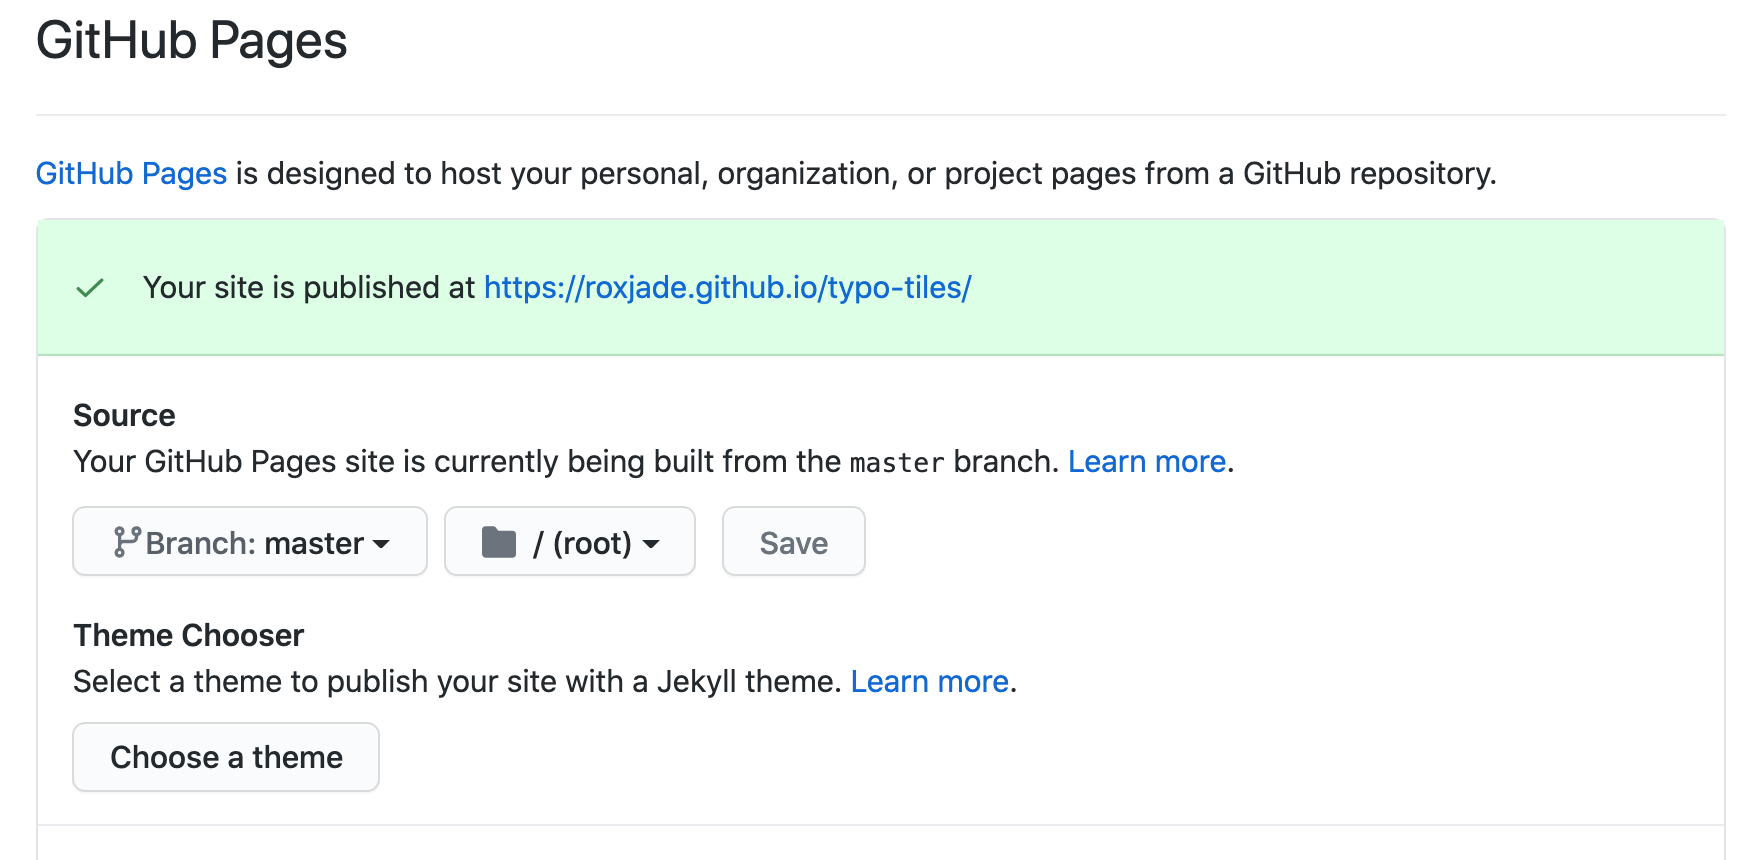 GitHub Pages
GitHub Pages is designed to host your personal, organization, or project pages from a GitHub repository.
Your site is published at https://roxjade.github.io/typo-tiles/
Source
Your GitHub Pages site is currently being built from the master branch. Learn more.
Branch: master / (root) Save
Theme Chooser
Select a theme to publish your site with a Jekyll theme. Learn more.
Choose a theme